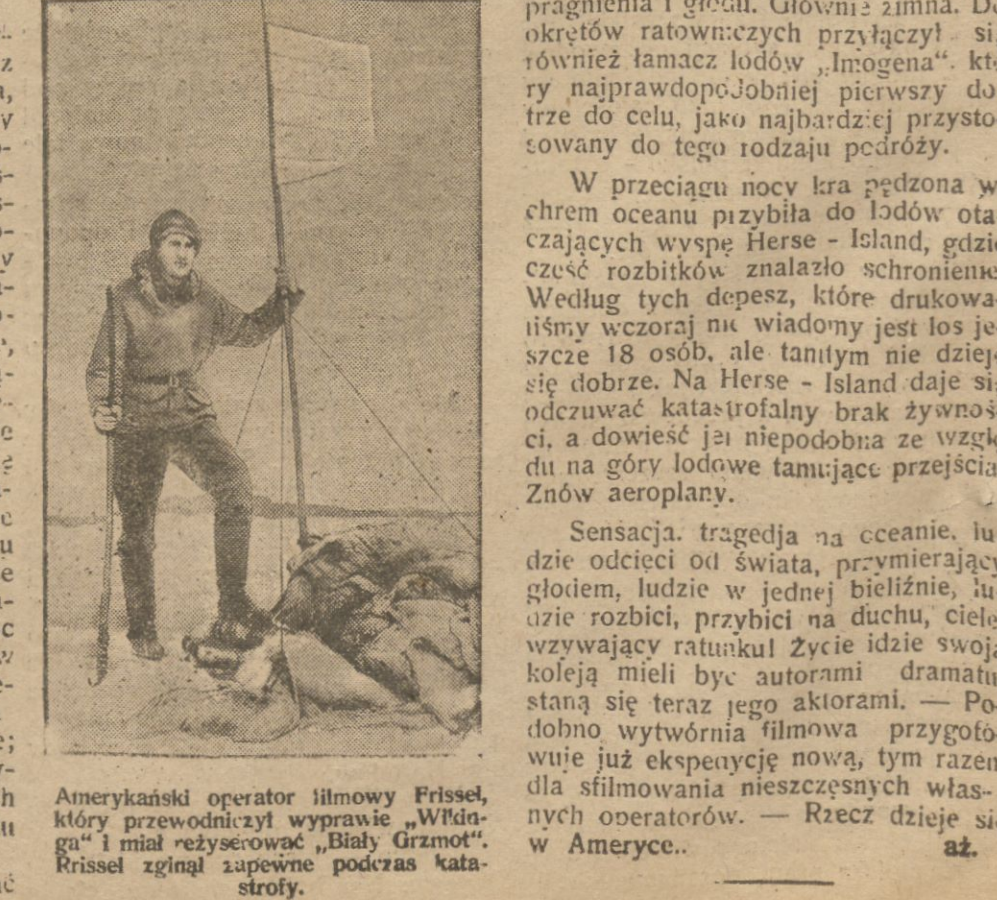 Amerykański operator filmowy Frissel,
który przewodniczył wyprawie „Wikin-
ga“ i miał reżyserować „Biały Grzmot“.
Rrissel zginął zapewne podczas kata-
strofy.
pragnienia i głodu. Głównie zimna. Do
okrętów ratowniczych przyłączył się
również łamacz lodów „Imogena“. któ
ry najprawdopodobniej pierwszy do-
trze do celu, jako najbardziej przysto-
sowany do tego rodzaju podróży.
W przeciągu nocy kra pędzona wi
chrem oceanu przybiła do lodów ota-
czających wyspę Herse - Island, gdzie
cześć rozbitków znalazło schronienie
Według tych depesz, które drukowa-
liśmy wczoraj nie wiadomy jest los je-
szcze 18 osób, ale tamtym nie dzieje
się dobrze. Na Herse - Island daje się
odczuwać katastrofalny brak żywnoś-
ci, a dowieść jej niepodobna ze wzglę
du na góry lodowe tamujące przejścia
Znów aeroplany.
Sensacja. tragedja na oceanie, lu-
dzie odcięci od świata, przymierający
głodem, ludzie w jednej bieliźnie, lu-
dzie rozbici, przybici na duchu, ciele
wzywający ratunku! Życie idzie swoją
koleją mieli być autorami dramatu
staną się teraz jego aktorami. — Po-
dobno wytwórnia filmowa przygoto-
wuje już ekspedycję nową, tym razem
dla sfilmowania nieszczęsnych włas-
nych operatorów. — Rzecz dzieje się
w Ameryce..
aż.